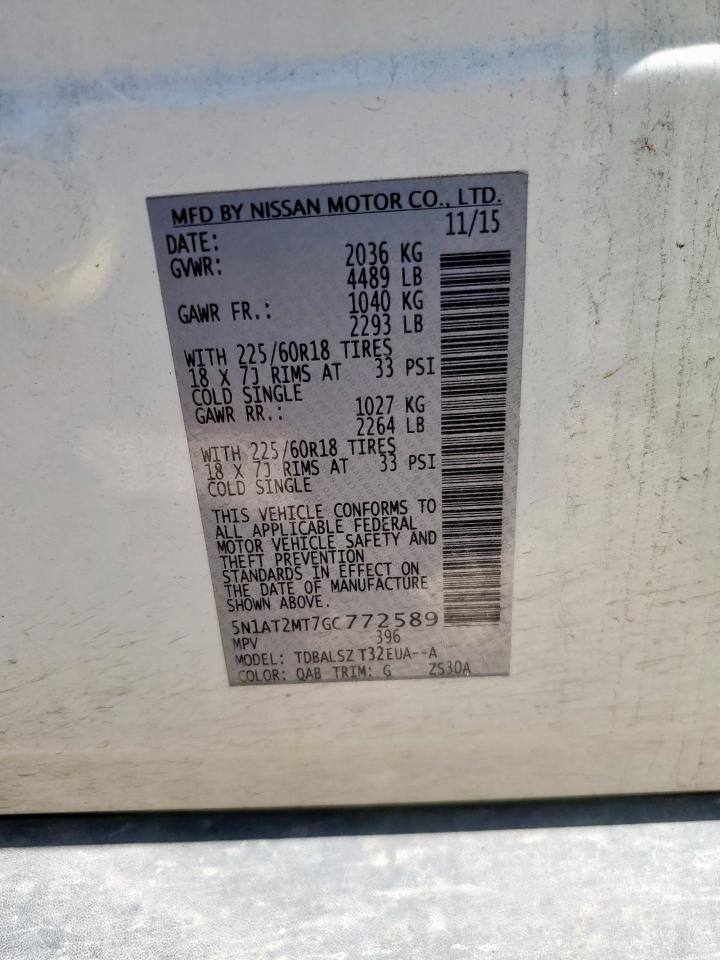 MFD BY NISSAN MOTOR CO., LTD.
DATE: 11/15
GVWR: 2036 KG
4489 LB
GAWR FR.: 1040 KG
2293 LB
WITH 225/60R18 TIRES
18 X 7J RIMS AT 33 PSI
COLD SINGLE
GAWR RR.: 1027 KG
2264 LB
WITH 225/60R18 TIRES
18 X 7J RIMS AT 33 PSI
COLD SINGLE
THIS VEHICLE CONFORMS TO
ALL APPLICABLE FEDERAL
MOTOR VEHICLE SAFETY AND
THEFT PREVENTION
STANDARDS IN EFFECT ON
THE DATE OF MANUFACTURE
SHOWN ABOVE.
5N1AT2MT7GC772589
MPV 396
MODEL: TDBALSZ T32EUA--A
COLOR: QAB TRIM: G ZS30A